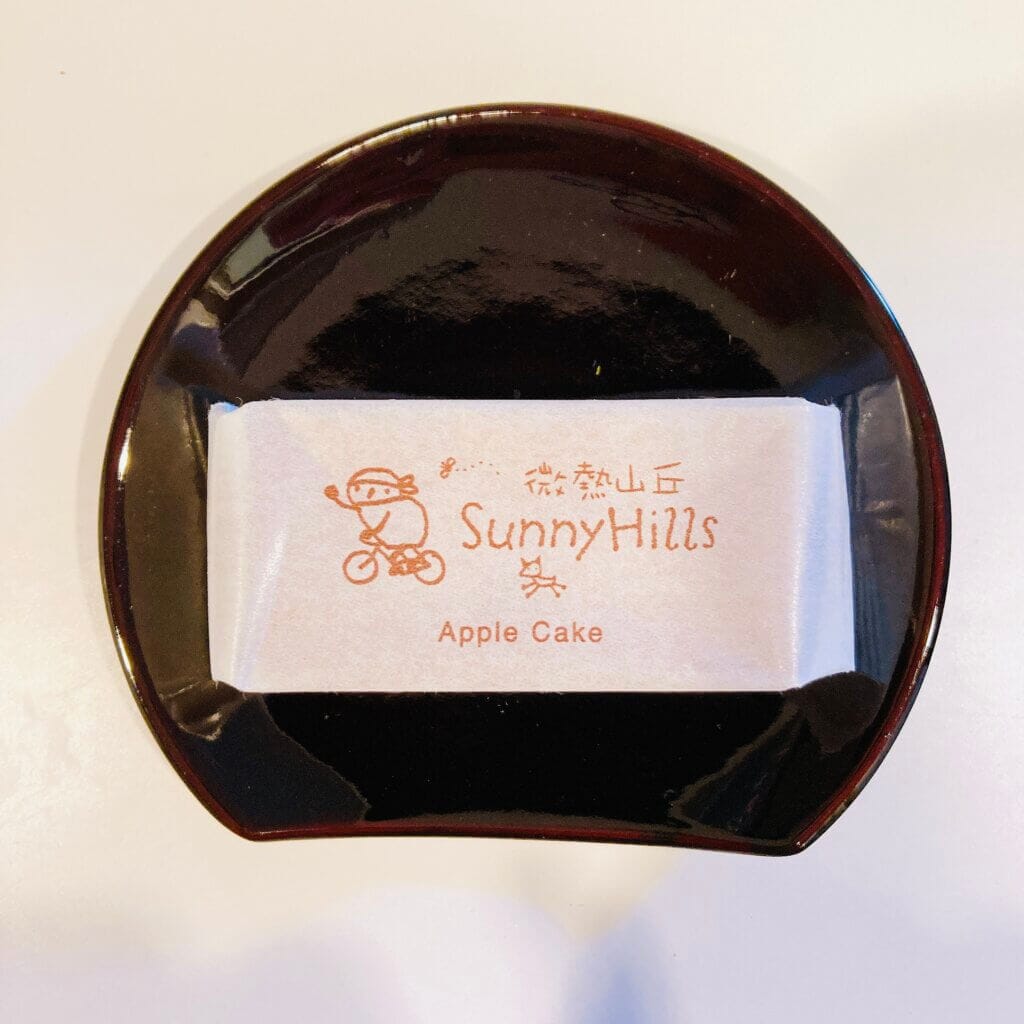 微熱山丘
SunnyHills
Apple Cake